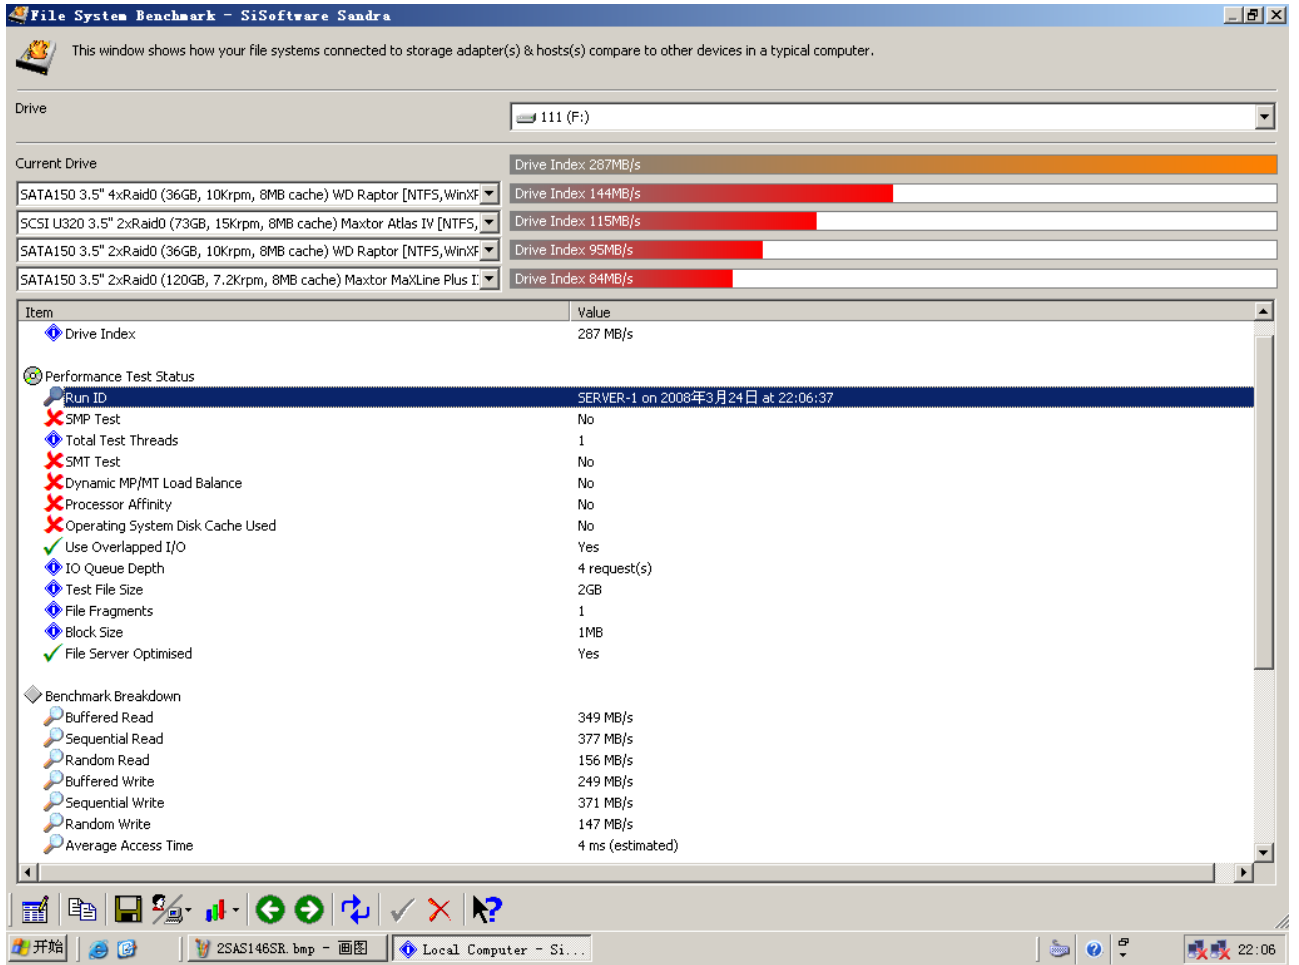 File System Benchmark - SiSoftware Sandra
This window shows how your file systems connected to storage adapter(s) & hosts(s) compare to other devices in a typical computer.
Drive
111 (F:)
Current Drive
Drive Index 287MB/s
SATA150 3.5" 4xRaid0 (36GB, 10Krpm, 8MB cache) WD Raptor [NTFS,WinXF
Drive Index 144MB/s
SCSI U320 3.5" 2xRaid0 (73GB, 15Krpm, 8MB cache) Maxtor Atlas IV [NTFS,
Drive Index 115MB/s
SATA150 3.5" 2xRaid0 (36GB, 10Krpm, 8MB cache) WD Raptor [NTFS,WinXF
Drive Index 95MB/s
SATA150 3.5" 2xRaid0 (120GB, 7.2Krpm, 8MB cache) Maxtor MaXLine Plus I
Drive Index 84MB/s
Item Value
Drive Index 287 MB/s
Performance Test Status
Run ID SERVER-1 on 2008年3月24日 at 22:06:37
SMP Test No
Total Test Threads 1
SMT Test No
Dynamic MP/MT Load Balance No
Processor Affinity No
Operating System Disk Cache Used No
Use Overlapped I/O Yes
IO Queue Depth 4 request(s)
Test File Size 2GB
File Fragments 1
Block Size 1MB
File Server Optimised Yes
Benchmark Breakdown
Buffered Read 349 MB/s
Sequential Read 377 MB/s
Random Read 156 MB/s
Buffered Write 249 MB/s
Sequential Write 371 MB/s
Random Write 147 MB/s
Average Access Time 4 ms (estimated)
开始 2SAS146SR.bmp - 画图 Local Computer - Si... 22:06